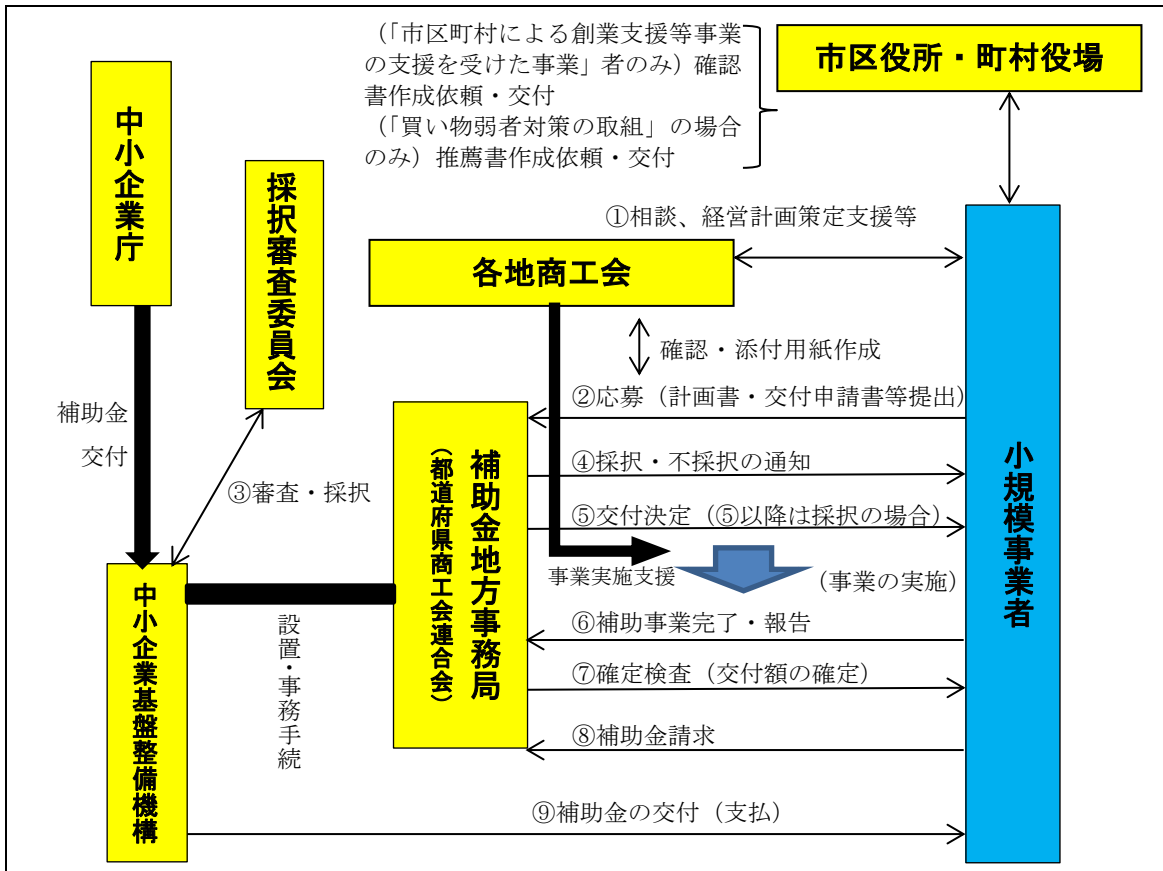 （「市区町村による創業支援等事業
の支援を受けた事業」者のみ）確認
書作成依頼・交付
（「買い物弱者対策の取組」の場合
のみ）推薦書作成依頼・交付
市区役所・町村役場
中小企業庁
採択審査委員会
①相談、経営計画策定支援等
各地商工会
確認・添付用紙作成
補助金
交付
②応募（計画書・交付申請書等提出）
③審査・採択
④採択・不採択の通知
⑤交付決定（⑤以降は採択の場合）
補助金地方事務局
（都道府県商工会連合会）
小規模事業者
事業実施支援
（事業の実施）
中小企業基盤整備機構
設置・事務手続
⑥補助事業完了・報告
⑦確定検査（交付額の確定）
⑧補助金請求
⑨補助金の交付（支払）